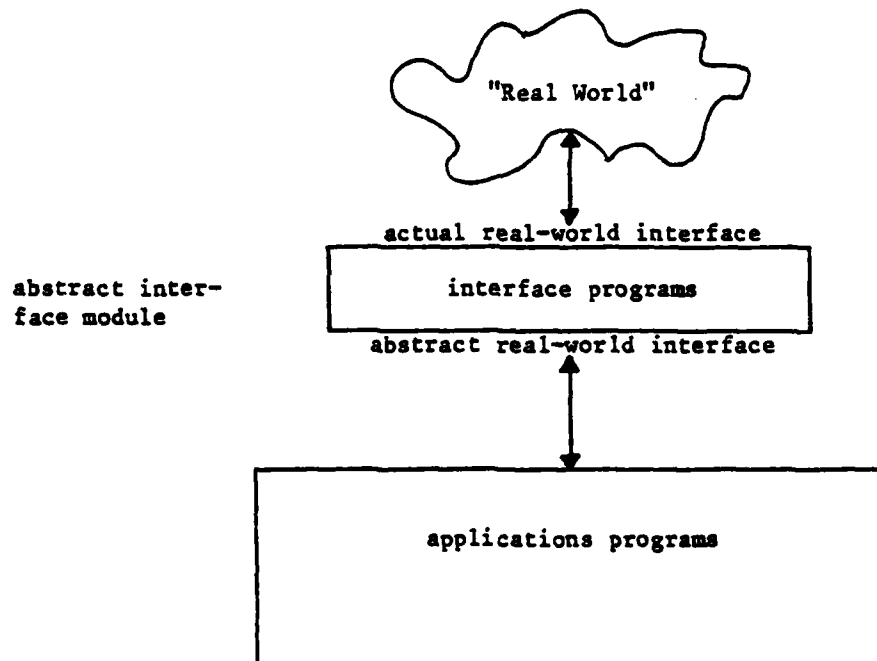 "Real World"
actual real-world interface
abstract inter-
face module
interface programs
abstract real-world interface
applications programs